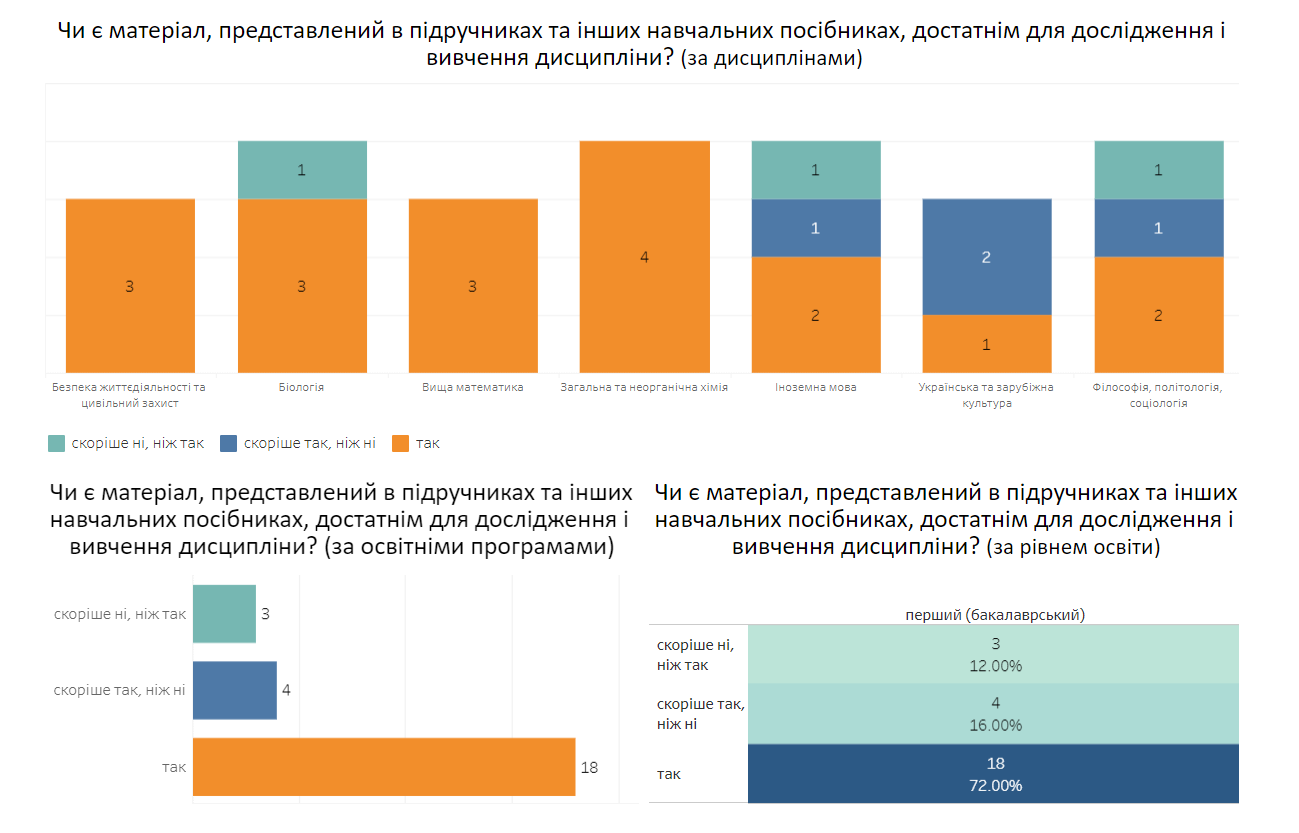 Чи є матеріал, представлений в підручниках та інших навчальних посібниках, достатнім для дослідження і
вивчення дисципліни? (за дисциплінами)
1
1
1
1
2
1
3
3
3
4
2
1
2
Безпека життєдіяльності та
цивільний захист
Біологія
Вища математика
Загальна та неорганічна хімія
Іноземна мова
Українська та зарубіжна
культура
Філософія, політологія,
соціологія
скоріше ні, ніж так
скоріше так, ніж ні
так
Чи є матеріал, представлений в підручниках та інших
навчальних посібниках, достатнім для дослідження і
вивчення дисципліни? (за освітніми програмами)
скоріше ні, ніж так 3
скоріше так, ніж ні 4
так 18
Чи є матеріал, представлений в підручниках та інших
навчальних посібниках, достатнім для дослідження і
вивчення дисципліни? (за рівнем освіти)
перший (бакалаврський)
скоріше ні,
ніж так
3
12.00%
скоріше так,
ніж ні
4
16.00%
так
18
72.00%